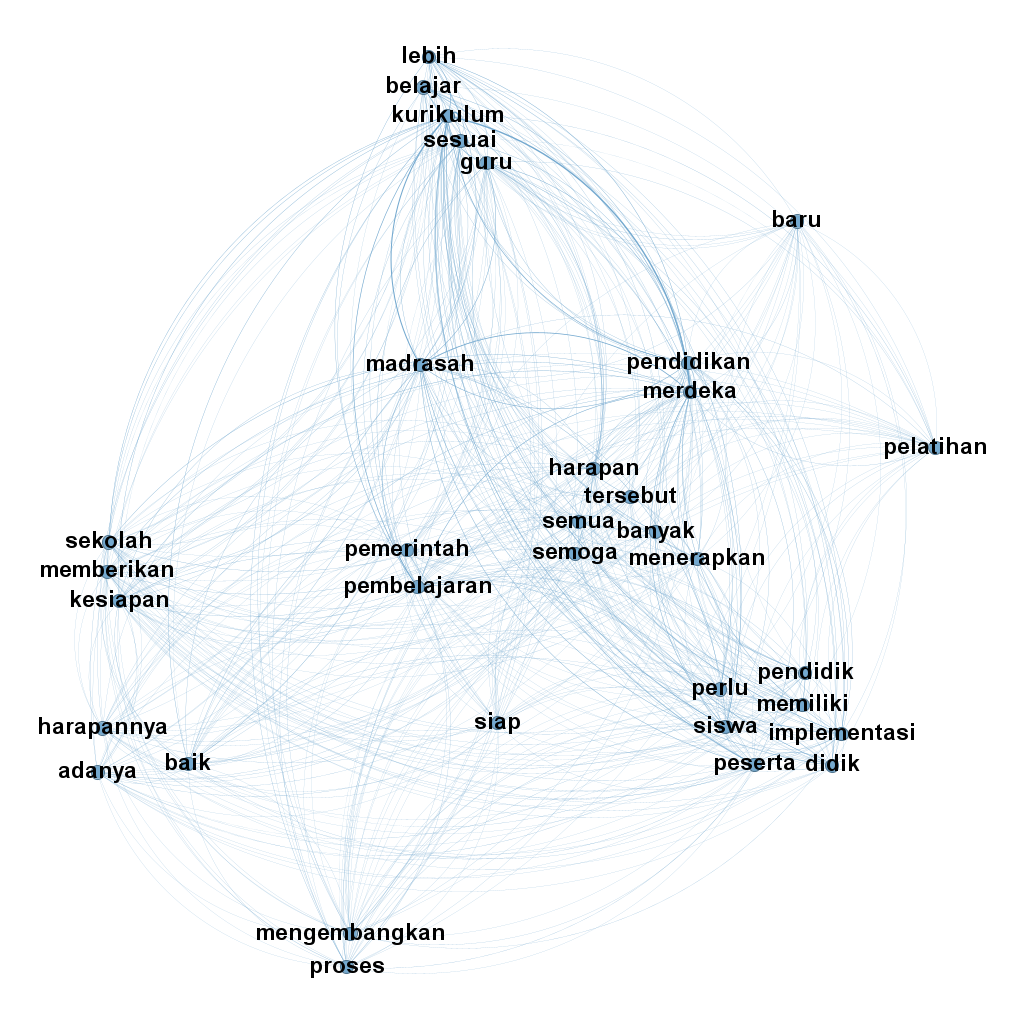 lebih
belajar
kurikulum
sesuai
guru
baru
madrasah
pendidikan
merdeka
pelatihan
harapan
tersebut
semua
banyak
semoga
menerapkan
sekolah
memberikan
kesiapan
pemerintah
pembelajaran
pendidik
perlu
memiliki
siswa
implementasi
peserta
didik
siap
harapannya
baik
adanya
mengembangkan
proses